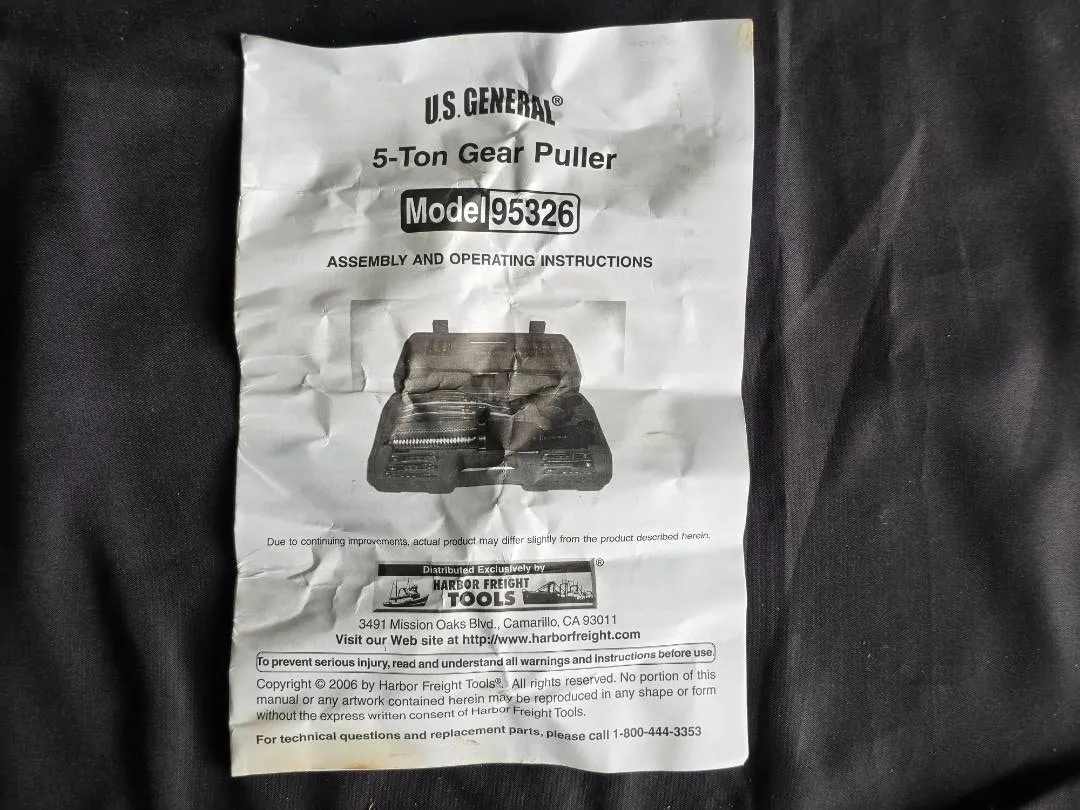 U.S. GENERAL®
5-Ton Gear Puller
Model 95326
ASSEMBLY AND OPERATING INSTRUCTIONS
Due to continuing improvements, actual product may differ slightly from the product described herein.
Distributed Exclusively by ®
HARBOR FREIGHT
TOOLS
3491 Mission Oaks Blvd., Camarillo, CA 93011
Visit our Web site at http://www.harborfreight.com
To prevent serious injury, read and understand all warnings and instructions before use.
Copyright © 2006 by Harbor Freight Tools®. All rights reserved. No portion of this
manual or any artwork contained herein may be reproduced in any shape or form
without the express written consent of Harbor Freight Tools.
For technical questions and replacement parts, please call 1-800-444-3353